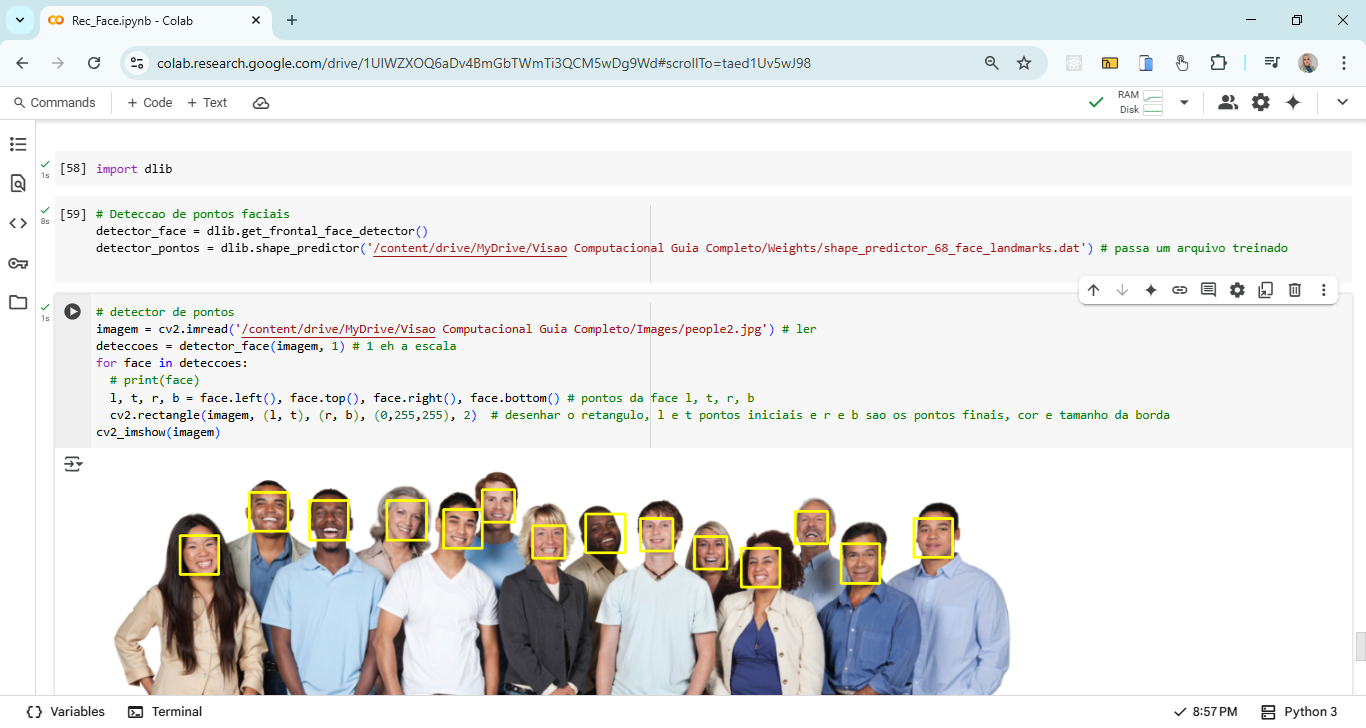 Rec_Face.ipynb - Colab
colab.research.google.com/drive/1UlWZXOQ6aDv4BmGbTWmTi3QCM5wDg9Wd#scrollTo=taed1Uv5wJ98
Commands + Code + Text
RAM
Disk
1s
[58] import dlib
8s
[59] # Deteccao de pontos faciais
detector_face = dlib.get_frontal_face_detector()
detector_pontos = dlib.shape_predictor('/content/drive/MyDrive/Visao Computacional Guia Completo/Weights/shape_predictor_68_face_landmarks.dat') # passa um arquivo treinado
1s
# detector de pontos
imagem = cv2.imread('/content/drive/MyDrive/Visao Computacional Guia Completo/Images/people2.jpg') # ler
deteccoes = detector_face(imagem, 1) # 1 eh a escala
for face in deteccoes:
  # print(face)
  l, t, r, b = face.left(), face.top(), face.right(), face.bottom() # pontos da face l, t, r, b
  cv2.rectangle(imagem, (l, t), (r, b), (0,255,255), 2)  # desenhar o retangulo, l e t pontos iniciais e r e b sao os pontos finais, cor e tamanho da borda
cv2_imshow(imagem)
Variables Terminal 8:57 PM Python 3